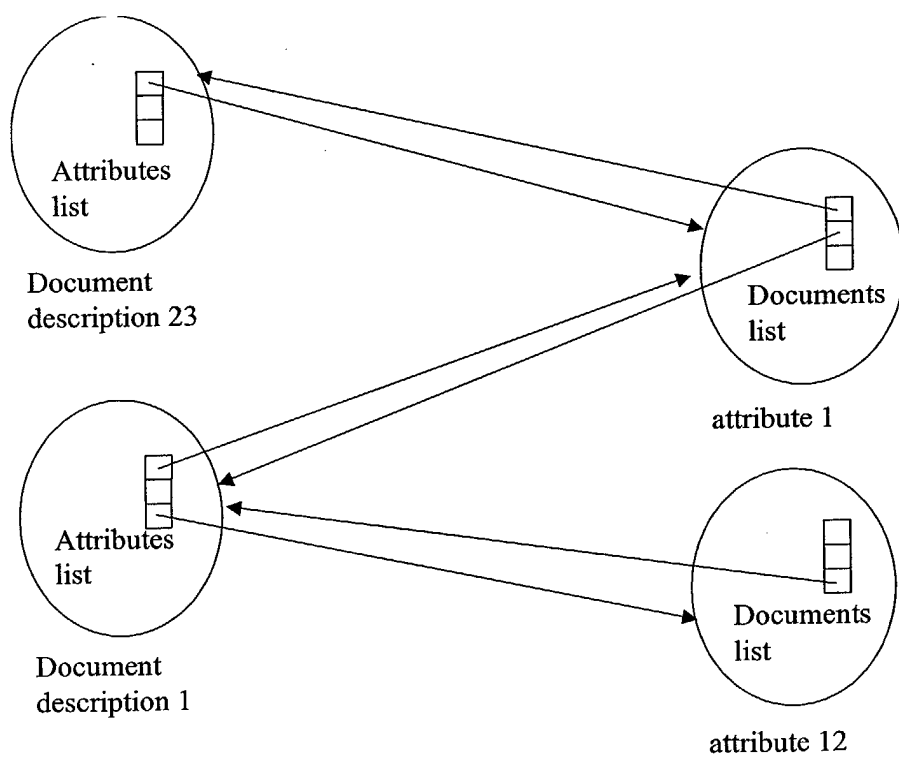 Attributes
list
Document
description 23
Documents
list
attribute 1
Attributes
list
Document
description 1
Documents
list
attribute 12